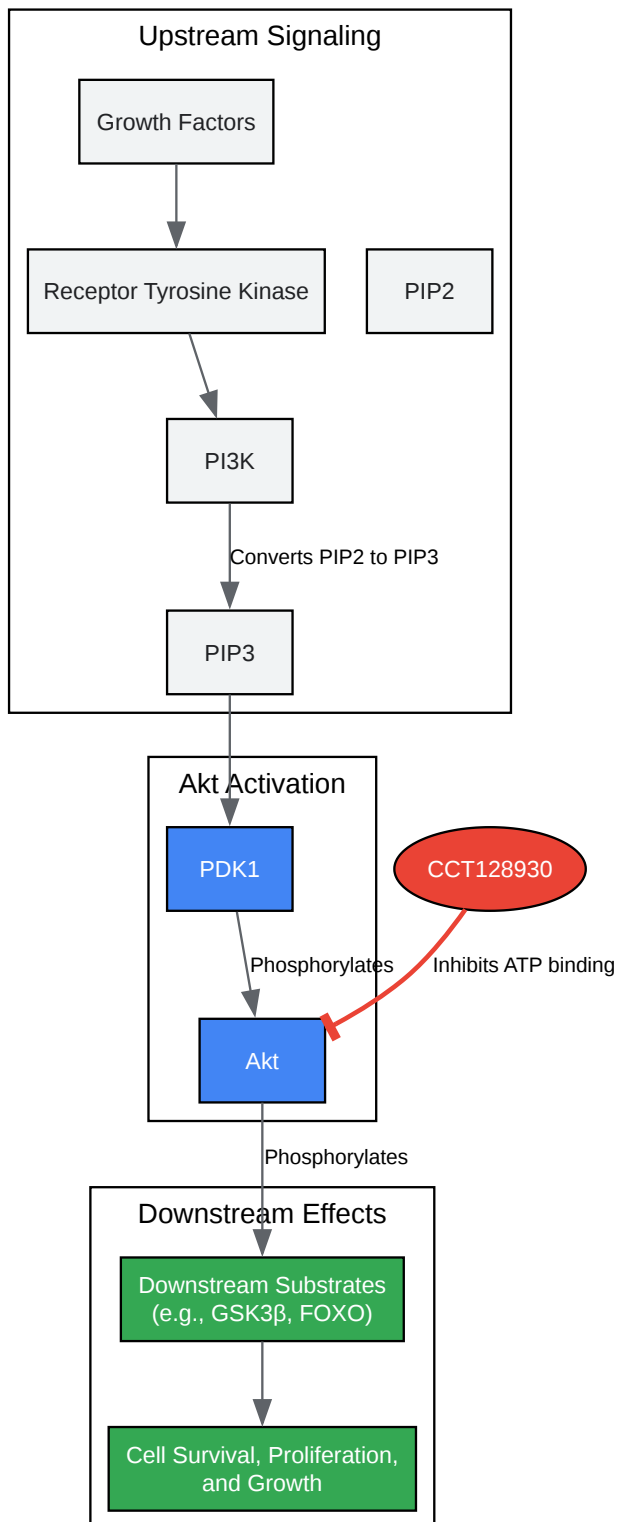 Upstream Signaling
Growth Factors
Receptor Tyrosine Kinase
PIP2
PI3K
Converts PIP2 to PIP3
PIP3
Akt Activation
PDK1
CCT128930
Phosphorylates
Inhibits ATP binding
Akt
Phosphorylates
Downstream Effects
Downstream Substrates
(e.g., GSK3β, FOXO)
Cell Survival, Proliferation,
and Growth